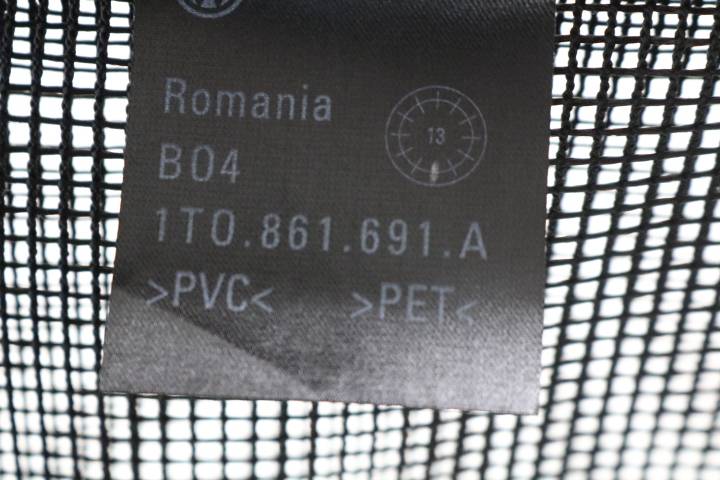 Romania
13
B04
1T0.861.691.A
>PVC< >PET<